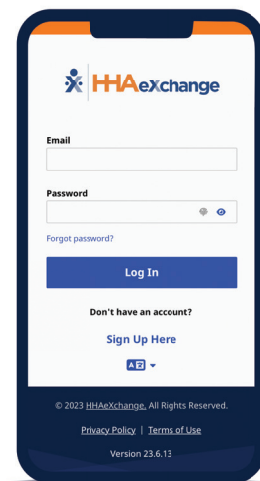 HHAeXchange
Email
Password
Forgot password?
Log In
Don't have an account?
Sign Up Here
© 2023 HHAeXchange. All Rights Reserved.
Privacy Policy | Terms of Use
Version 23.6.13